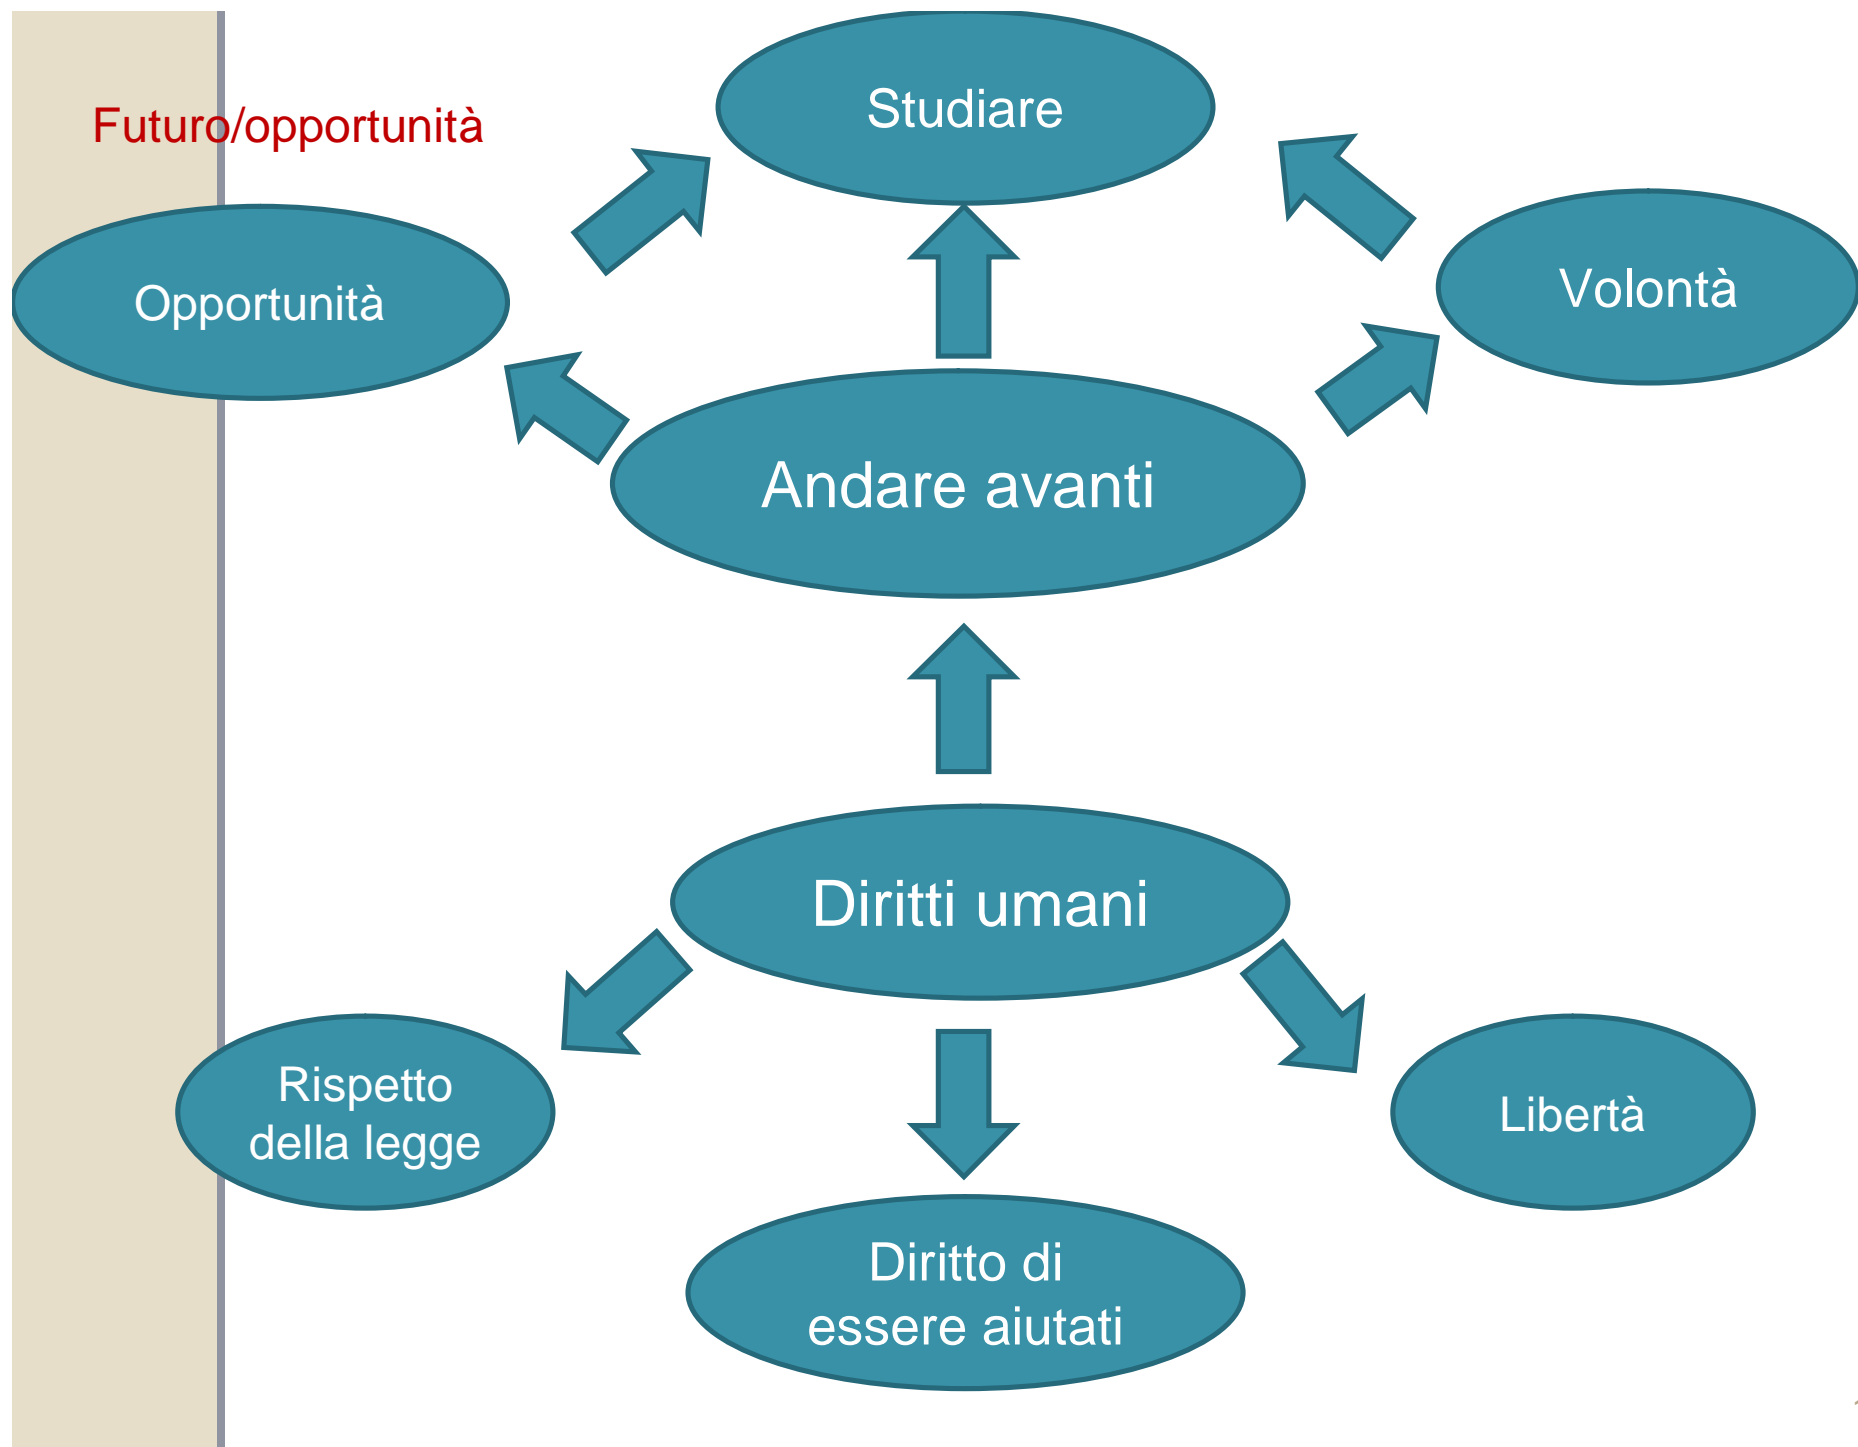 Studiare
Futuro/opportunità
Opportunità
Volontà
Andare avanti
Diritti umani
Rispetto
della legge
Libertà
Diritto di
essere aiutati